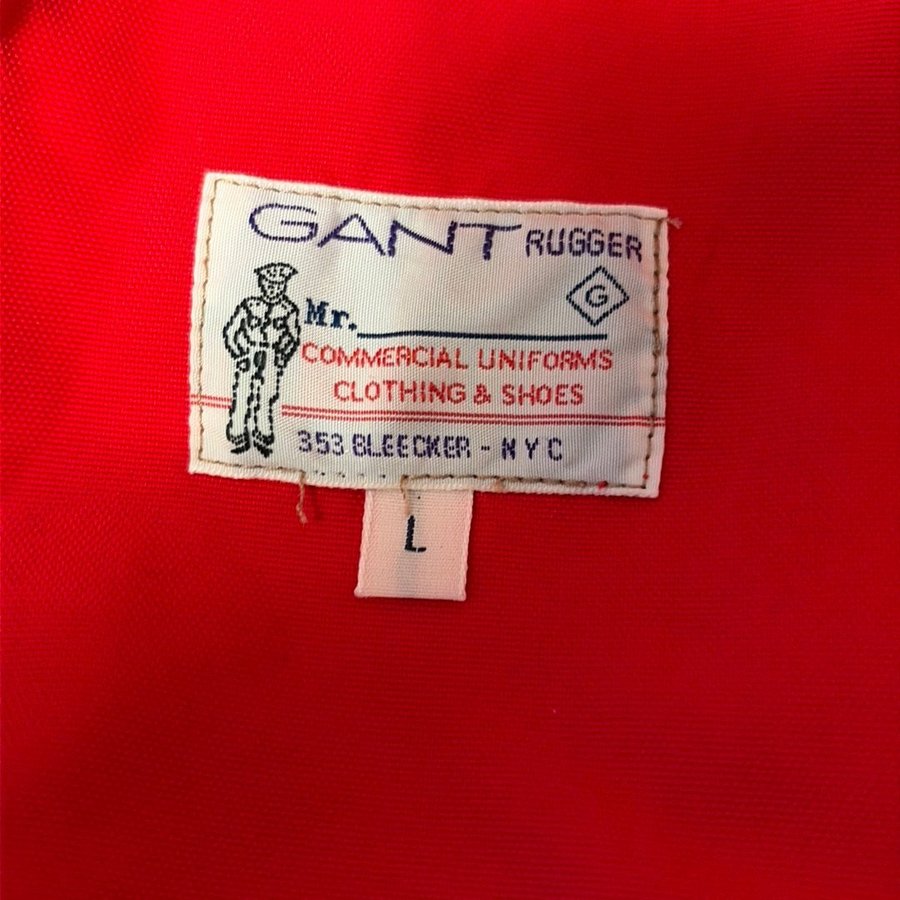 GANT RUGGER
G
Mr.
COMMERCIAL UNIFORMS
CLOTHING & SHOES
353 BLEECKER - NYC
L